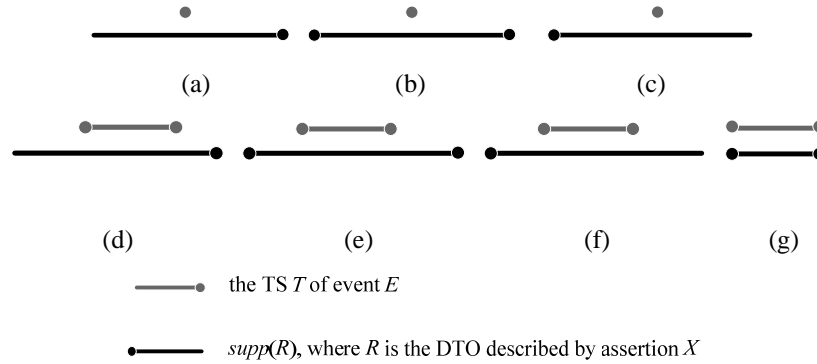 (a) (b) (c)
(d) (e) (f) (g)
the TS T of event E
supp(R), where R is the DTO described by assertion X